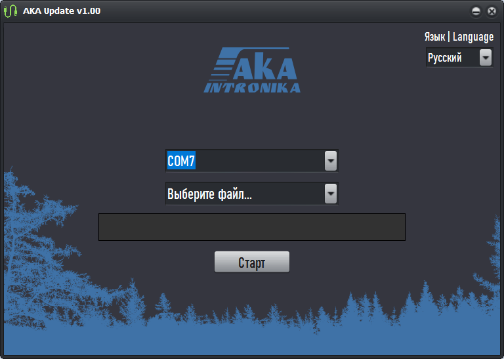 AKA Update v1.00
Язык | Language
Русский
AKA
INTRONIKA
COM7
Выберите файл...
Старт